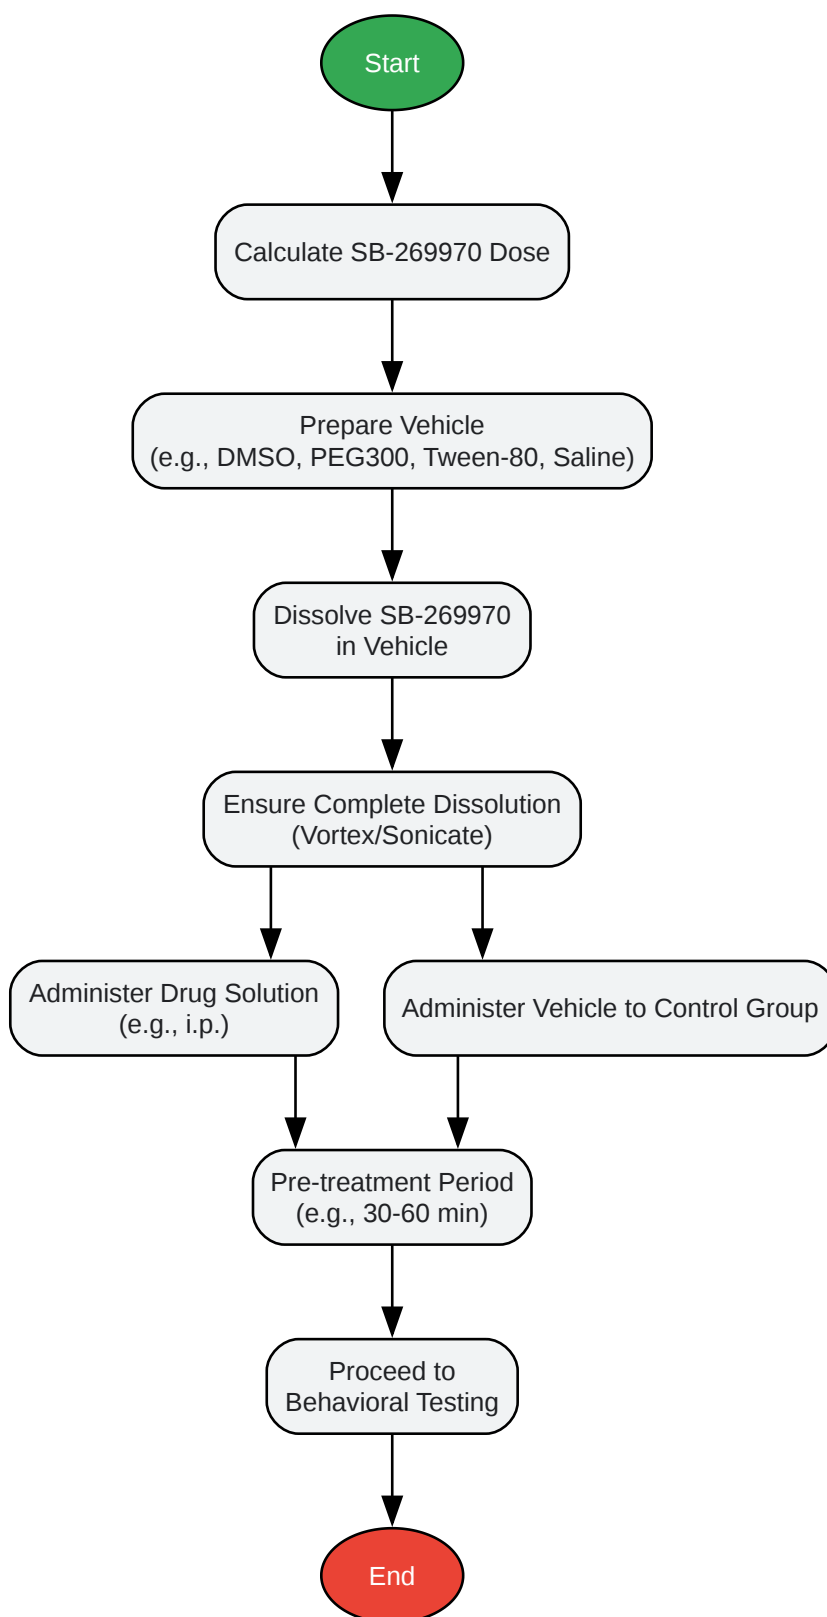 Start
Calculate SB-269970 Dose
Prepare Vehicle
(e.g., DMSO, PEG300, Tween-80, Saline)
Dissolve SB-269970
in Vehicle
Ensure Complete Dissolution
(Vortex/Sonicate)
Administer Drug Solution
(e.g., i.p.)
Administer Vehicle to Control Group
Pre-treatment Period
(e.g., 30-60 min)
Proceed to
Behavioral Testing
End